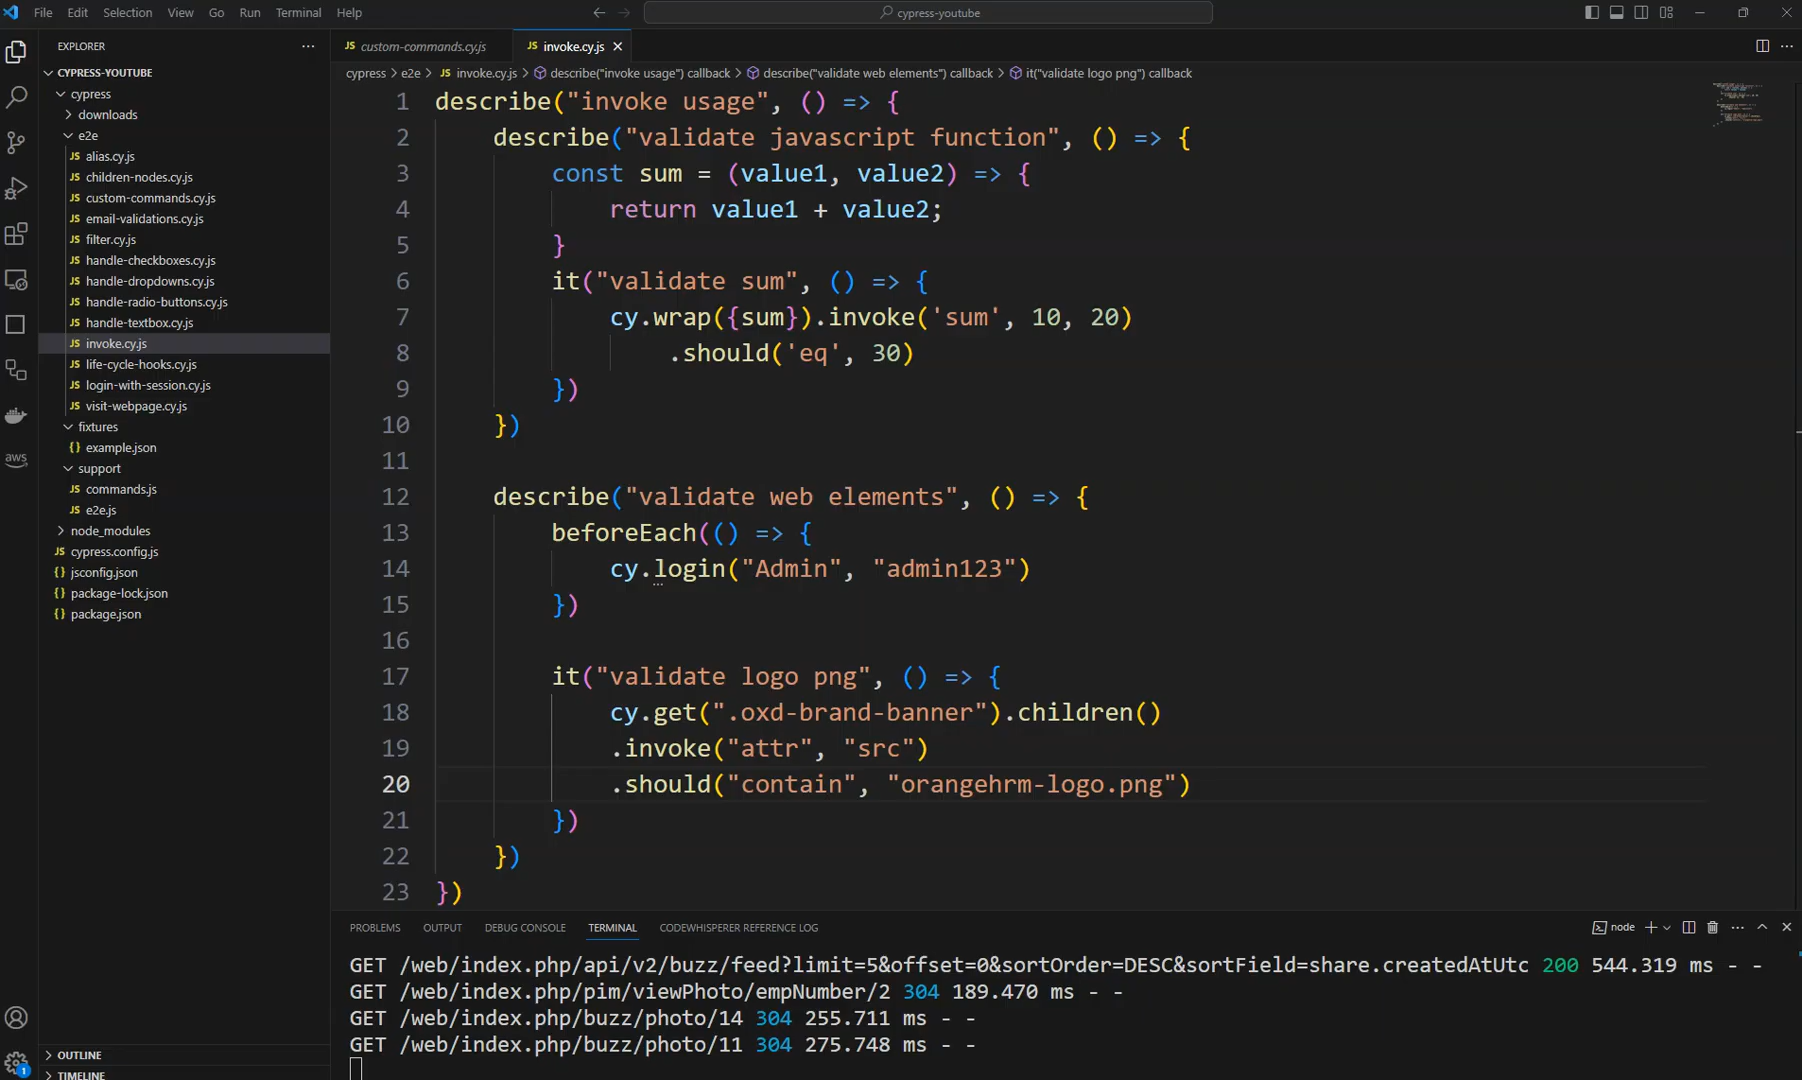 File Edit Selection View Go Run Terminal Help
cypress-youtube
EXPLORER
custom-commands.cy.js
invoke.cy.js
CYPRESS-YOUTUBE
cypress
downloads
e2e
alias.cy.js
children-nodes.cy.js
custom-commands.cy.js
email-validations.cy.js
filter.cy.js
handle-checkboxes.cy.js
handle-dropdowns.cy.js
handle-radio-buttons.cy.js
handle-textbox.cy.js
invoke.cy.js
life-cycle-hooks.cy.js
login-with-session.cy.js
visit-webpage.cy.js
fixtures
example.json
support
commands.js
e2e.js
node_modules
cypress.config.js
jsconfig.json
package-lock.json
package.json
OUTLINE
TIMELINE
aws
1
cypress > e2e > JS invoke.cy.js > describe("invoke usage") callback > describe("validate web elements") callback > it("validate logo png") callback
1 describe("invoke usage", () => {
2 describe("validate javascript function", () => {
3 const sum = (value1, value2) => {
4 return value1 + value2;
5 }
6 it("validate sum", () => {
7 cy.wrap({sum}).invoke('sum', 10, 20)
8 .should('eq', 30)
9 })
10 })
11
12 describe("validate web elements", () => {
13 beforeEach(() => {
14 cy.login("Admin", "admin123")
15 })
16
17 it("validate logo png", () => {
18 cy.get(".oxd-brand-banner").children()
19 .invoke("attr", "src")
20 .should("contain", "orangehrm-logo.png")
21 })
22 })
23 })
PROBLEMS OUTPUT DEBUG CONSOLE TERMINAL CODEWHISPERER REFERENCE LOG
node
GET /web/index.php/api/v2/buzz/feed?limit=5&offset=0&sortOrder=DESC&sortField=share.createdAtUtc 200 544.319 ms - -
GET /web/index.php/pim/viewPhoto/empNumber/2 304 189.470 ms - -
GET /web/index.php/buzz/photo/14 304 255.711 ms - -
GET /web/index.php/buzz/photo/11 304 275.748 ms - -